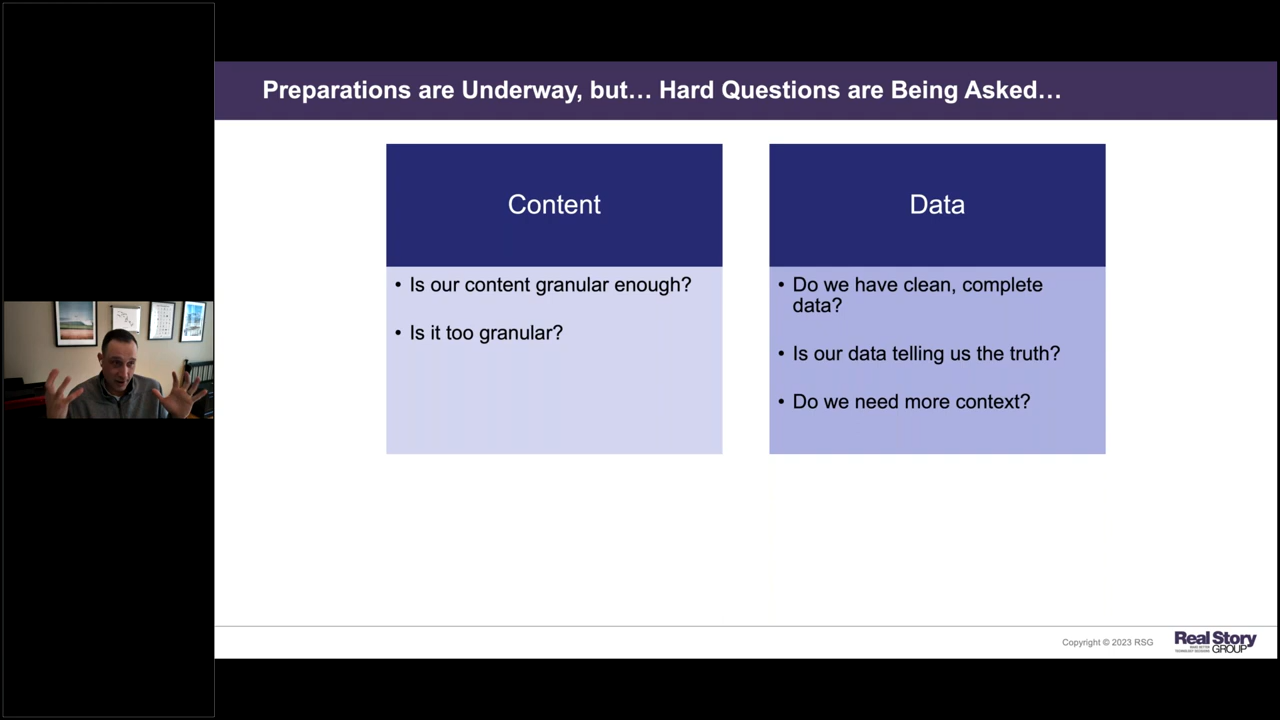 Preparations are Underway, but… Hard Questions are Being Asked…
Content
• Is our content granular enough?
• Is it too granular?
Data
• Do we have clean, complete
data?
• Is our data telling us the truth?
• Do we need more context?
Copyright © 2023 RSG
Real Story
GROUP